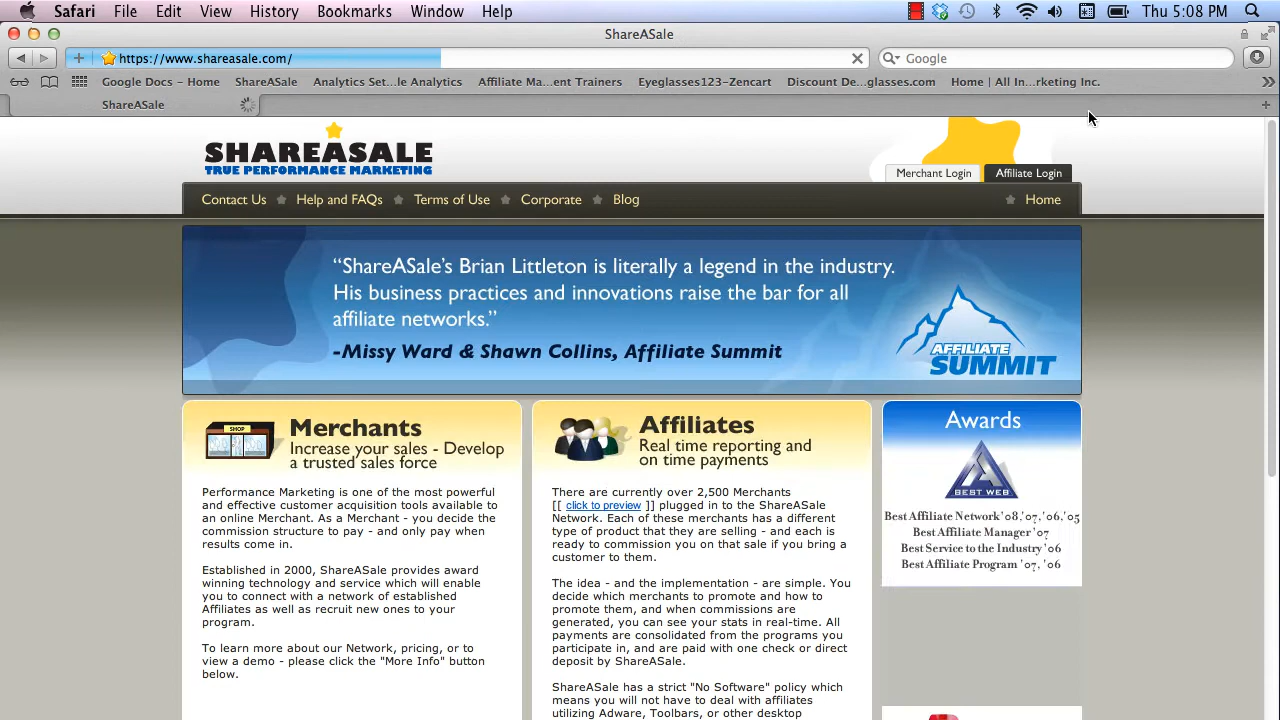 Safari File Edit View History Bookmarks Window Help Thu 5:08 PM
ShareASale
https://www.shareasale.com/ Google
Google Docs - Home ShareASale Analytics Set...le Analytics Affiliate Ma...ent Trainers Eyeglasses123-Zencart Discount De...glasses.com Home | All In...rketing Inc.
ShareASale
SHAREASALE
TRUE PERFORMANCE MARKETING
Merchant Login Affiliate Login
Contact Us Help and FAQs Terms of Use Corporate Blog Home
“ShareASale’s Brian Littleton is literally a legend in the industry.
His business practices and innovations raise the bar for all
affiliate networks.”
-Missy Ward & Shawn Collins, Affiliate Summit
AFFILIATE
SUMMIT
SHOP
Merchants
Increase your sales - Develop
a trusted sales force
Performance Marketing is one of the most powerful
and effective customer acquisition tools available to
an online Merchant. As a Merchant - you decide the
commission structure to pay - and only pay when
results come in.
Established in 2000, ShareASale provides award
winning technology and service which will enable
you to connect with a network of established
Affiliates as well as recruit new ones to your
program.
To learn more about our Network, pricing, or to
view a demo - please click the "More Info" button
below.
Affiliates
Real time reporting and
on time payments
There are currently over 2,500 Merchants
[[ click to preview ]] plugged in to the ShareASale
Network. Each of these merchants has a different
type of product that they are selling - and each is
ready to commission you on that sale if you bring a
customer to them.
The idea - and the implementation - are simple. You
decide which merchants to promote and how to
promote them, and when commissions are
generated, you can see your stats in real-time. All
payments are consolidated from the programs you
participate in, and are paid with one check or direct
deposit by ShareASale.
ShareASale has a strict "No Software" policy which
means you will not have to deal with affiliates
utilizing Adware, Toolbars, or other desktop
Awards
BEST WEB
Best Affiliate Network'08,'07,'06,'05
Best Affiliate Manager '07
Best Service to the Industry '06
Best Affiliate Program '07, '06